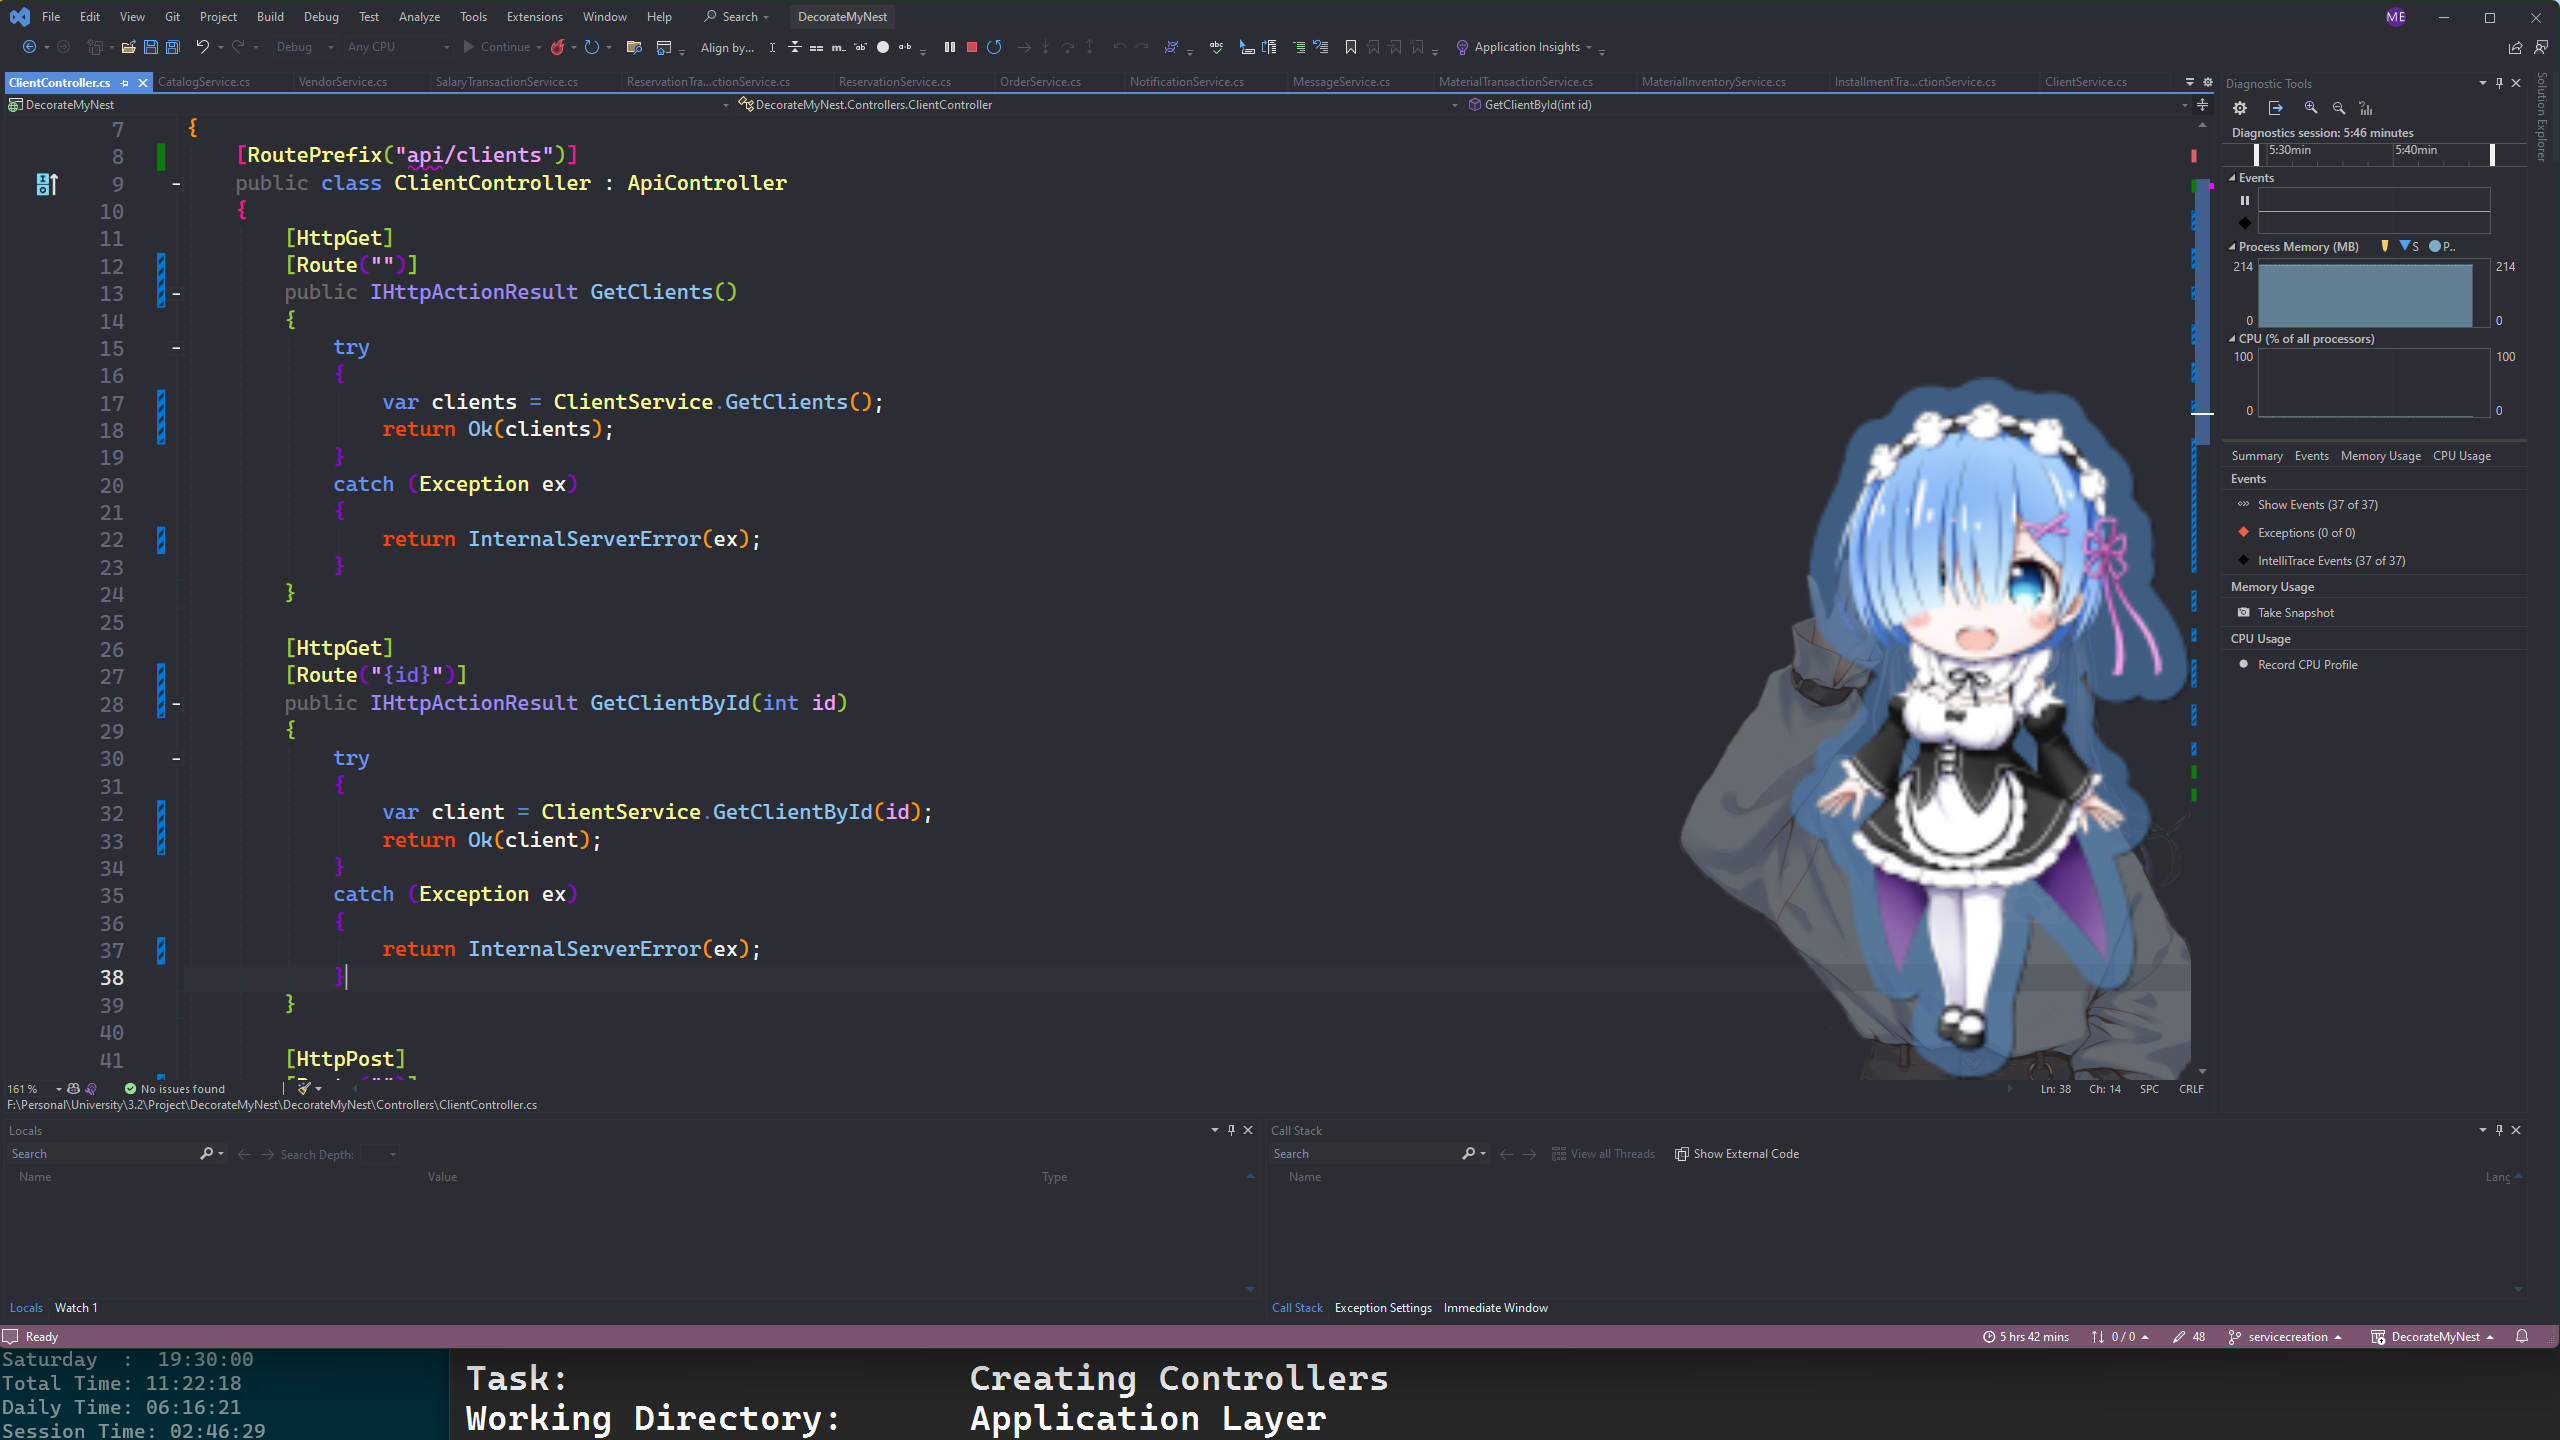 File Edit View Git Project Build Debug Test Analyze Tools Extensions Window Help Search DecorateMyNest ME
Debug Any CPU Continue Align by... Application Insights
ClientController.cs CatalogService.cs VendorService.cs SalaryTransactionService.cs ReservationTra...ctionService.cs ReservationService.cs OrderService.cs NotificationService.cs MessageService.cs MaterialTransactionService.cs MaterialInventoryService.cs InstallmentTra...ctionService.cs ClientService.cs
DecorateMyNest DecorateMyNest.Controllers.ClientController GetClientById(int id)
7 {
8 [RoutePrefix("api/clients")]
9 public class ClientController : ApiController
10 {
11 [HttpGet]
12 [Route("")]
13 public IHttpActionResult GetClients()
14 {
15 try
16 {
17 var clients = ClientService.GetClients();
18 return Ok(clients);
19 }
20 catch (Exception ex)
21 {
22 return InternalServerError(ex);
23 }
24 }
25
26 [HttpGet]
27 [Route("{id}")]
28 public IHttpActionResult GetClientById(int id)
29 {
30 try
31 {
32 var client = ClientService.GetClientById(id);
33 return Ok(client);
34 }
35 catch (Exception ex)
36 {
37 return InternalServerError(ex);
38 }
39 }
40
41 [HttpPost]
161 % No issues found Ln: 38 Ch: 14 SPC CRLF
F:\Personal\University\3.2\Project\DecorateMyNest\DecorateMyNest\Controllers\ClientController.cs
Diagnostic Tools
Diagnostics session: 5:46 minutes
5:30min 5:40min
Events
Process Memory (MB) S P..
214 214
0 0
CPU (% of all processors)
100 100
0 0
Summary Events Memory Usage CPU Usage
Events
Show Events (37 of 37)
Exceptions (0 of 0)
IntelliTrace Events (37 of 37)
Memory Usage
Take Snapshot
CPU Usage
Record CPU Profile
Solution Explorer
Locals
Search Search Depth:
Name Value Type
Locals Watch 1
Call Stack
Search View all Threads Show External Code
Name Lang
Call Stack Exception Settings Immediate Window
Ready 5 hrs 42 mins 0 / 0 48 servicecreation DecorateMyNest
Saturday : 19:30:00
Total Time: 11:22:18
Daily Time: 06:16:21
Session Time: 02:46:29
Task: Creating Controllers
Working Directory: Application Layer